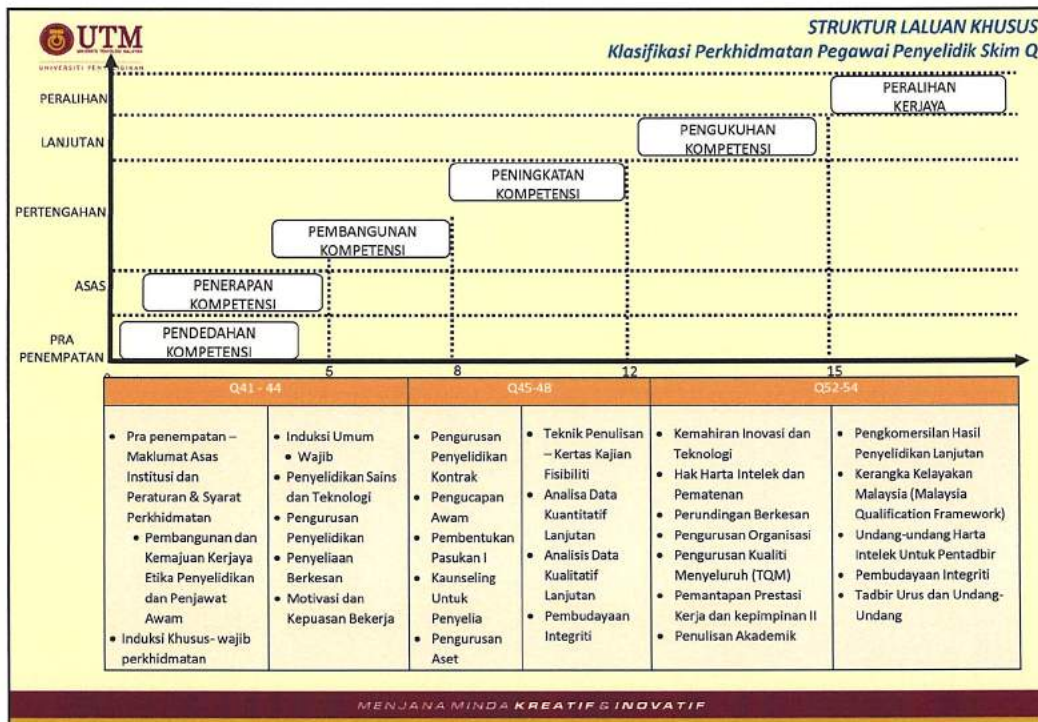 STRUKTUR LALUAN KHUSUS
Klasifikasi Perkhidmatan Pegawai Penyelidik Skim Q
UTM
UNIVERSITI TEKNOLOGI MALAYSIA
PERALIHAN
PERALIHAN
KERJAYA
LANJUTAN
PENGUKUHAN
KOMPETENSI
PENINGKATAN
KOMPETENSI
PERTENGAHAN
PEMBANGUNAN
KOMPETENSI
ASAS
PENERAPAN
KOMPETENSI
PRA
PENEMPATAN
PENDEDAHAN
KOMPETENSI
5 8 12 15
Q41 - 44
• Pra penempatan –
Maklumat Asas
Institusi dan
Peraturan & Syarat
Perkhidmatan
• Pembangunan dan
Kemajuan Kerjaya
Etika Penyelidikan
dan Penjawat
Awam
• Induksi Khusus- wajib
perkhidmatan
• Induksi Umum
• Wajib
• Penyelidikan Sains
dan Teknologi
• Pengurusan
Penyelidikan
• Penyeliaan
Berkesan
• Motivasi dan
Kepuasan Bekerja
Q45-48
• Pengurusan
Penyelidikan
Kontrak
• Pengucapan
Awam
• Pembentukan
Pasukan I
• Kaunseling
Untuk
Penyelia
• Pengurusan
Aset
• Teknik Penulisan
– Kertas Kajian
Fisibiliti
• Analisa Data
Kuantitatif
Lanjutan
• Analisis Data
Kualitatif
Lanjutan
• Pembudayaan
Integriti
Q52-54
• Kemahiran Inovasi dan
Teknologi
• Hak Harta Intelek dan
Pematenan
• Perundingan Berkesan
• Pengurusan Organisasi
• Pengurusan Kualiti
Menyeluruh (TQM)
• Pemantapan Prestasi
Kerja dan kepimpinan II
• Penulisan Akademik
• Pengkomersilan Hasil
Penyelidikan Lanjutan
• Kerangka Kelayakan
Malaysia (Malaysia
Qualification Framework)
• Undang-undang Harta
Intelek Untuk Pentadbir
• Pembudayaan Integriti
• Tadbir Urus dan Undang-
Undang
MENJANA MINDA KREATIF & INOVATIF